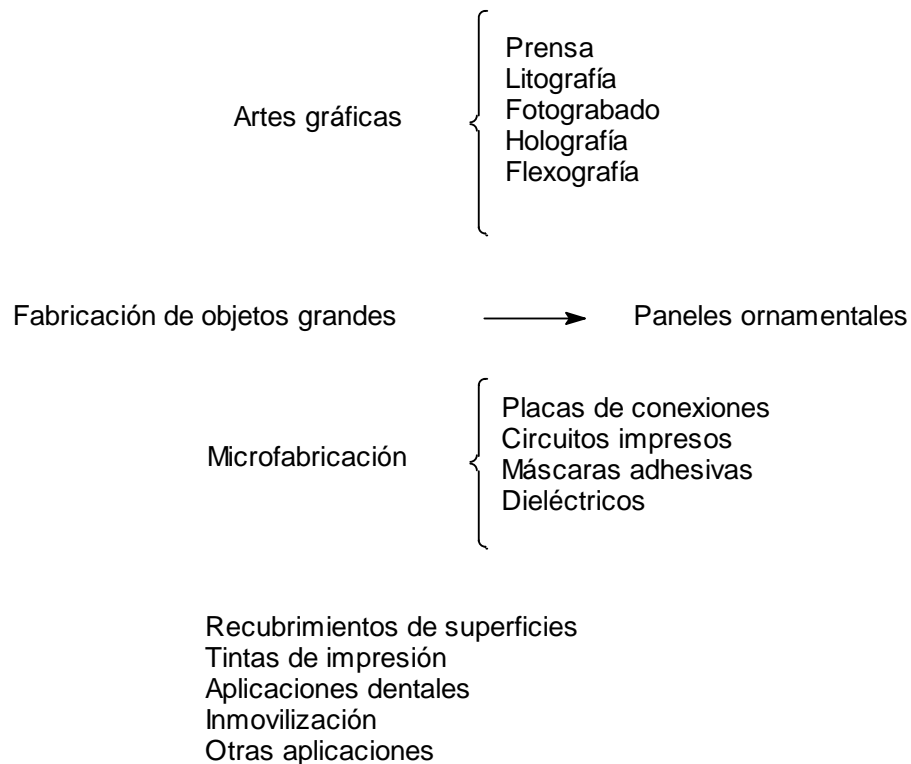 Prensa
Litografía
Artes gráficas
Fotograbado
Holografía
Flexografía
Fabricación de objetos grandes
Paneles ornamentales
Placas de conexiones
Circuitos impresos
Microfabricación
Máscaras adhesivas
Dieléctricos
Recubrimientos de superficies
Tintas de impresión
Aplicaciones dentales
Inmovilización
Otras aplicaciones